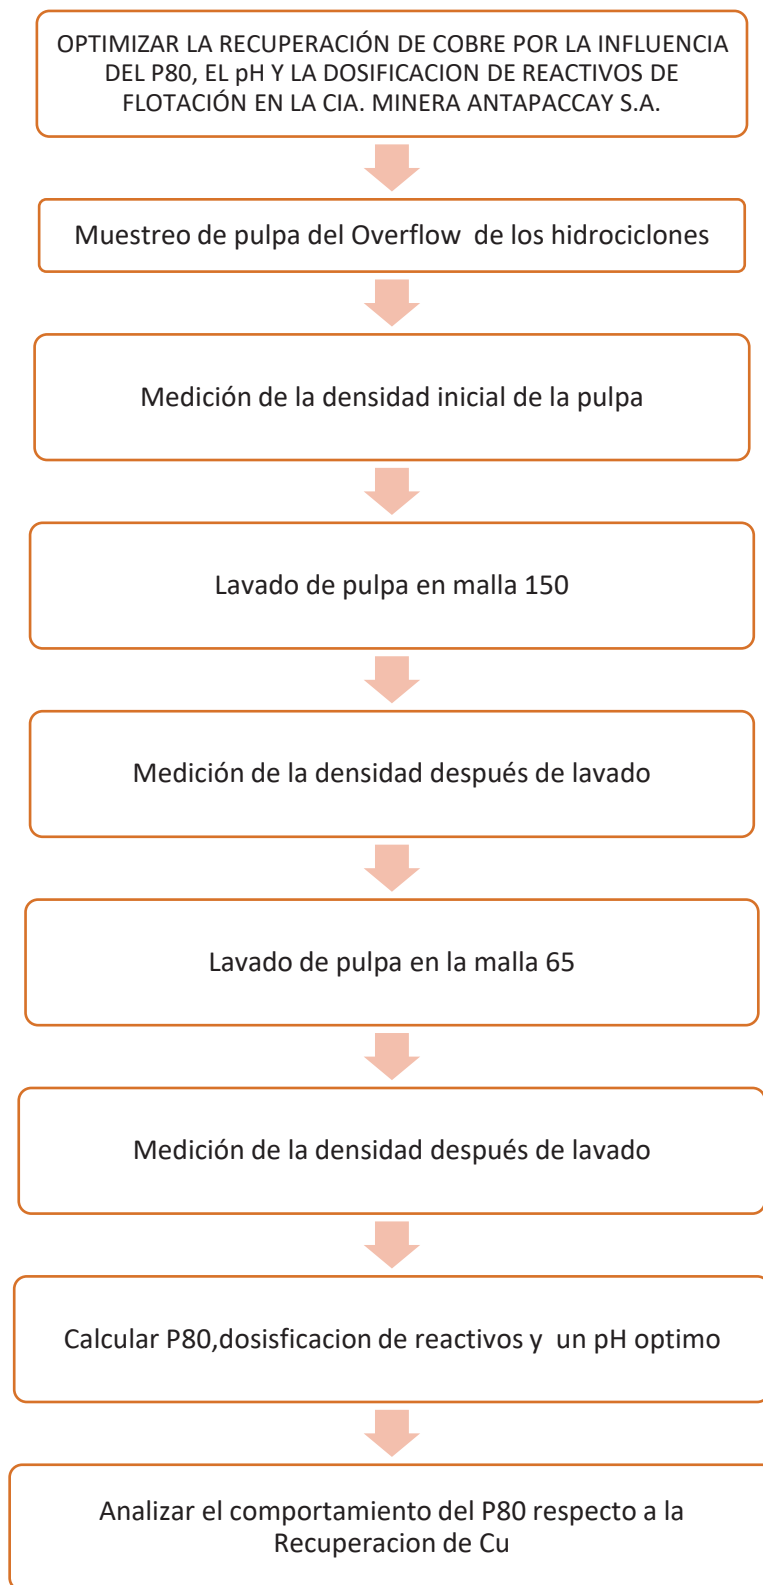 OPTIMIZAR LA RECUPERACIÓN DE COBRE POR LA INFLUENCIA
DEL P80, EL pH Y LA DOSIFICACION DE REACTIVOS DE
FLOTACIÓN EN LA CIA. MINERA ANTAPACCAY S.A.
Muestreo de pulpa del Overflow de los hidrociclones
Medición de la densidad inicial de la pulpa
Lavado de pulpa en malla 150
Medición de la densidad después de lavado
Lavado de pulpa en la malla 65
Medición de la densidad después de lavado
Calcular P80,dosisficacion de reactivos y un pH optimo
Analizar el comportamiento del P80 respecto a la
Recuperacion de Cu